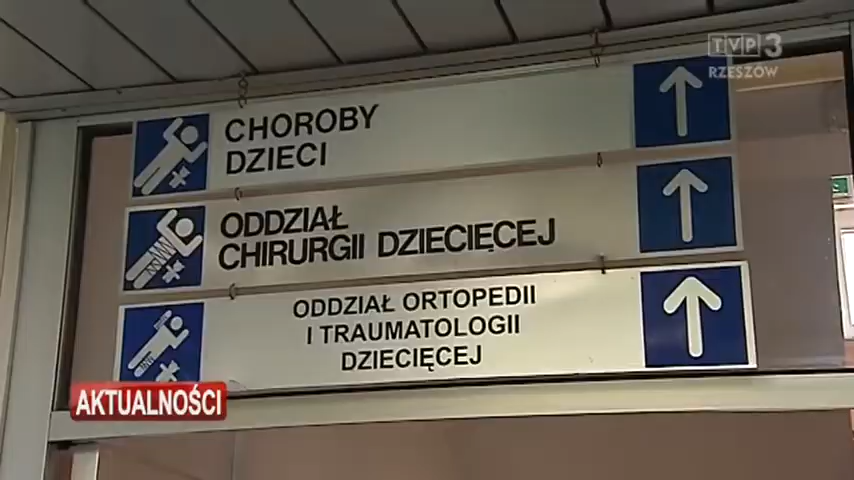 TVP3
RZESZÓW
CHOROBY
DZIECI
ODDZIAŁ
CHIRURGII DZIECIĘCEJ
ODDZIAŁ ORTOPEDII
I TRAUMATOLOGII
DZIECIĘCEJ
AKTUALNOŚCI